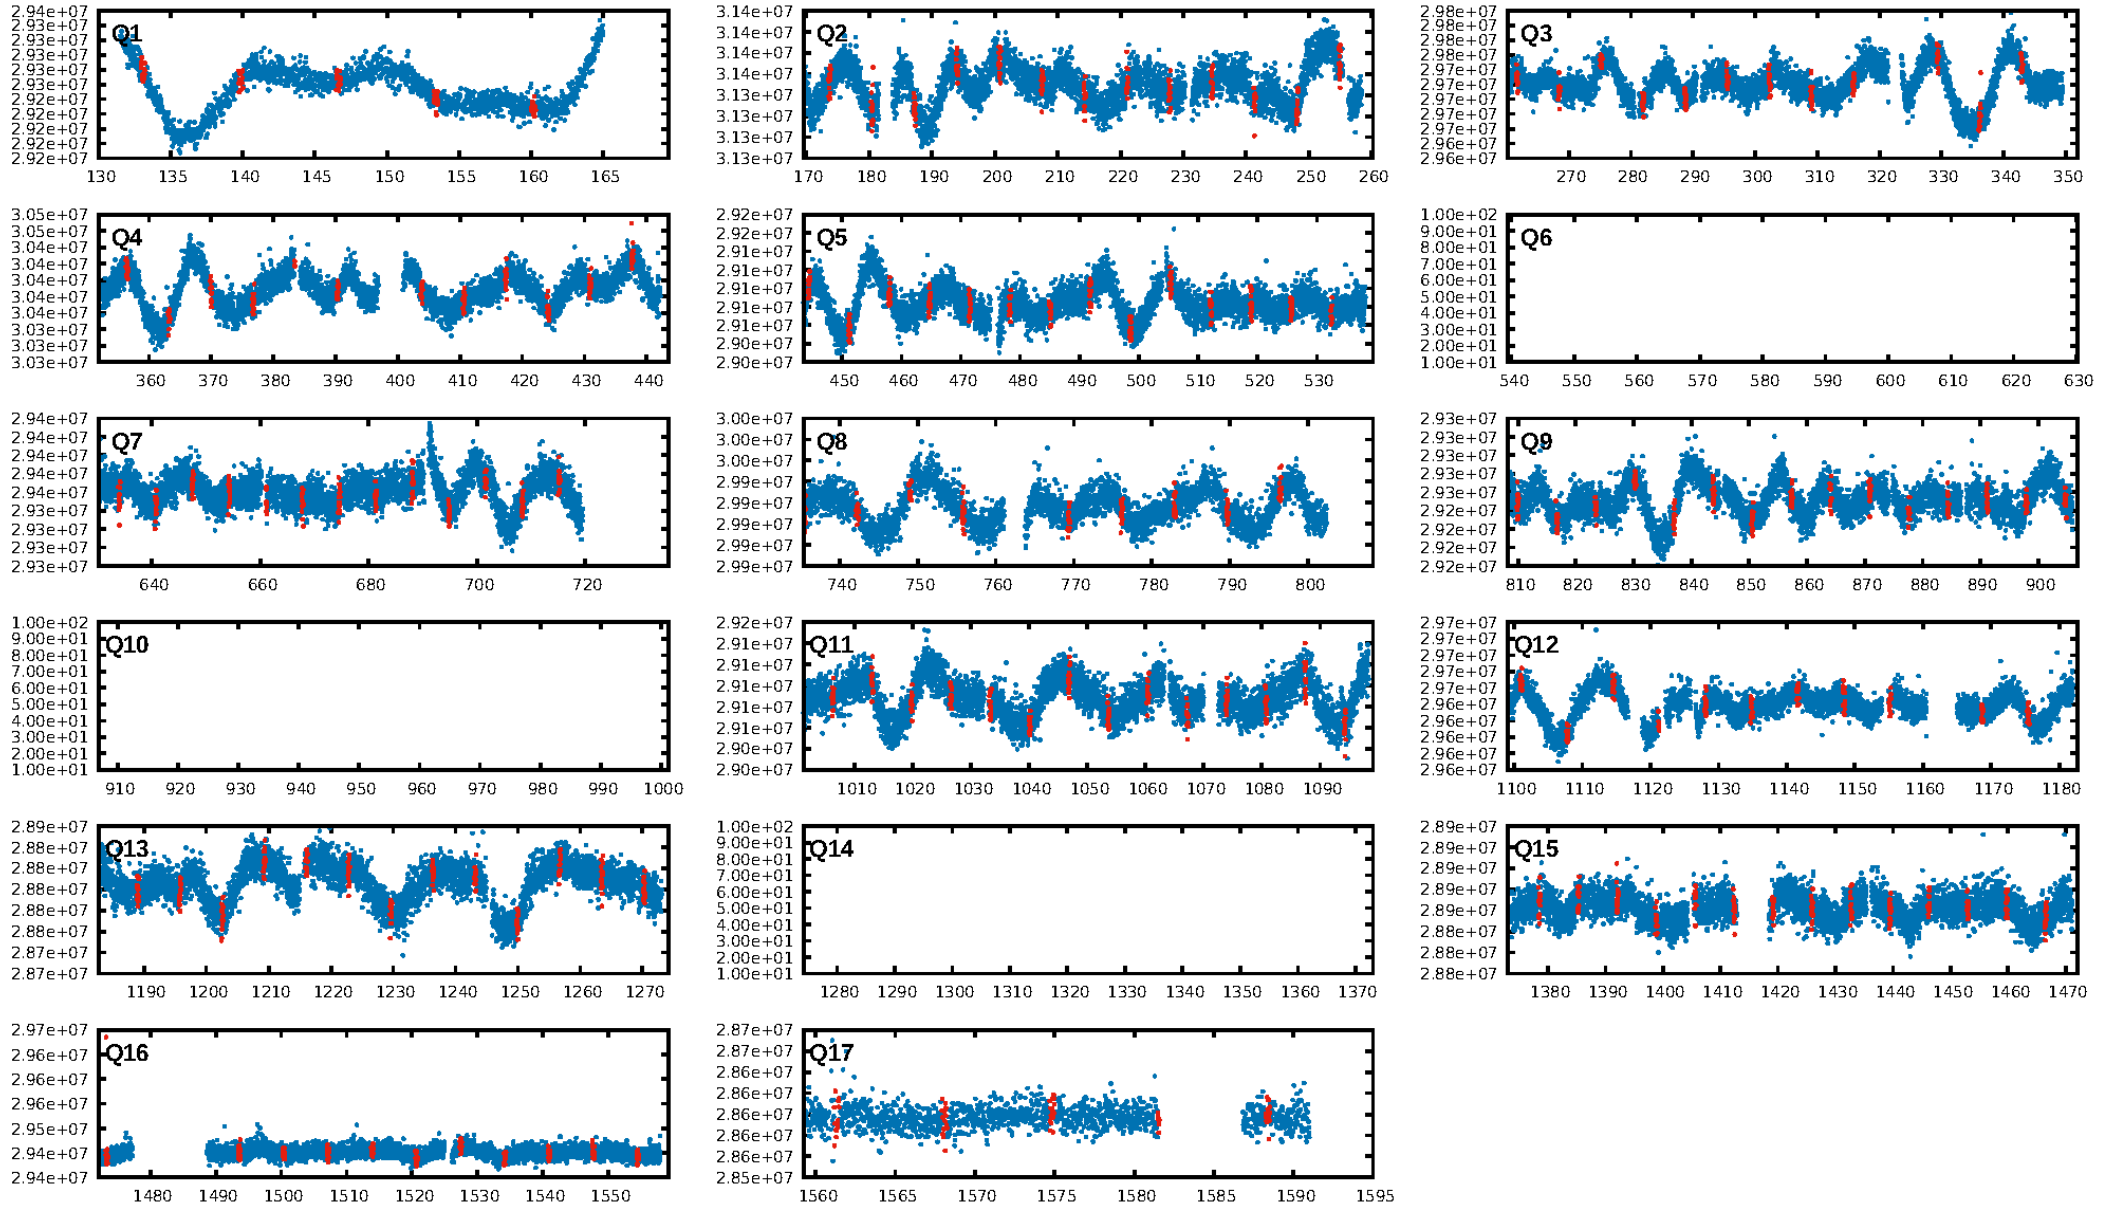 2.94e+07 2.93e+07 2.93e+07 2.93e+07 2.93e+07 2.93e+07 2.92e+07 2.92e+07 2.92e+07 2.92e+07
Q1
130 135 140 145 150 155 160 165
3.14e+07 3.14e+07 3.14e+07 3.14e+07 3.13e+07 3.13e+07 3.13e+07 3.13e+07
Q2
170 180 190 200 210 220 230 240 250 260
2.98e+07 2.98e+07 2.98e+07 2.98e+07 2.97e+07 2.97e+07 2.97e+07 2.97e+07 2.97e+07 2.96e+07 2.96e+07
Q3
270 280 290 300 310 320 330 340 350
3.05e+07 3.05e+07 3.04e+07 3.04e+07 3.04e+07 3.04e+07 3.04e+07 3.03e+07 3.03e+07 3.03e+07
Q4
360 370 380 390 400 410 420 430 440
2.92e+07 2.92e+07 2.91e+07 2.91e+07 2.91e+07 2.91e+07 2.91e+07 2.90e+07 2.90e+07
Q5
450 460 470 480 490 500 510 520 530
1.00e+02 9.00e+01 8.00e+01 7.00e+01 6.00e+01 5.00e+01 4.00e+01 3.00e+01 2.00e+01 1.00e+01
Q6
540 550 560 570 580 590 600 610 620 630
2.94e+07 2.94e+07 2.94e+07 2.94e+07 2.94e+07 2.93e+07 2.93e+07 2.93e+07
Q7
640 660 680 700 720
3.00e+07 3.00e+07 3.00e+07 2.99e+07 2.99e+07 2.99e+07 2.99e+07 2.99e+07
Q8
740 750 760 770 780 790 800
2.93e+07 2.93e+07 2.93e+07 2.93e+07 2.93e+07 2.92e+07 2.92e+07 2.92e+07 2.92e+07
Q9
810 820 830 840 850 860 870 880 890 900
1.00e+02 9.00e+01 8.00e+01 7.00e+01 6.00e+01 5.00e+01 4.00e+01 3.00e+01 2.00e+01 1.00e+01
Q10
910 920 930 940 950 960 970 980 990 1000
2.92e+07 2.91e+07 2.91e+07 2.91e+07 2.91e+07 2.91e+07 2.90e+07 2.90e+07
Q11
1010 1020 1030 1040 1050 1060 1070 1080 1090
2.97e+07 2.97e+07 2.97e+07 2.97e+07 2.97e+07 2.96e+07 2.96e+07 2.96e+07 2.96e+07 2.96e+07
Q12
1100 1110 1120 1130 1140 1150 1160 1170 1180
2.89e+07 2.88e+07 2.88e+07 2.88e+07 2.88e+07 2.88e+07 2.87e+07 2.87e+07
Q13
1190 1200 1210 1220 1230 1240 1250 1260 1270
1.00e+02 9.00e+01 8.00e+01 7.00e+01 6.00e+01 5.00e+01 4.00e+01 3.00e+01 2.00e+01 1.00e+01
Q14
1280 1290 1300 1310 1320 1330 1340 1350 1360 1370
2.89e+07 2.89e+07 2.89e+07 2.89e+07 2.89e+07 2.88e+07 2.88e+07 2.88e+07
Q15
1380 1390 1400 1410 1420 1430 1440 1450 1460 1470
2.97e+07 2.96e+07 2.96e+07 2.96e+07 2.95e+07 2.94e+07 2.94e+07
Q16
1480 1490 1500 1510 1520 1530 1540 1550
2.87e+07 2.87e+07 2.86e+07 2.86e+07 2.86e+07 2.86e+07 2.86e+07 2.85e+07
Q17
1560 1565 1570 1575 1580 1585 1590 1595